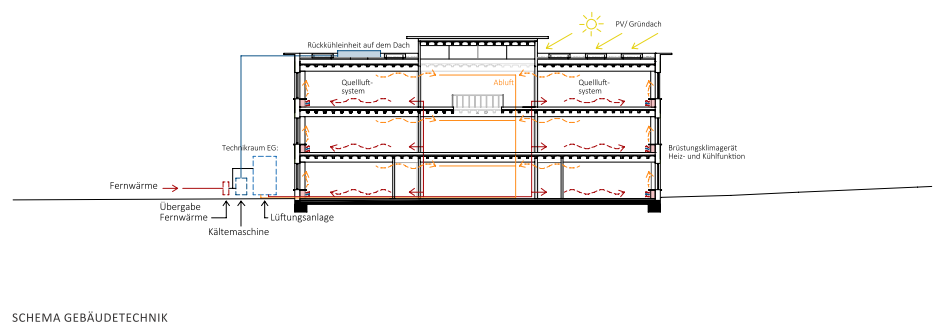 PV/ Gründach
Rückkühleinheit auf dem Dach
Quellluft-
system
Abluft
Quellluft-
system
Technikraum EG:
Brüstungsklimagerät
Heiz- und Kühlfunktion
Fernwärme
Übergabe
Fernwärme
Lüftungsanlage
Kältemaschine
SCHEMA GEBÄUDETECHNIK